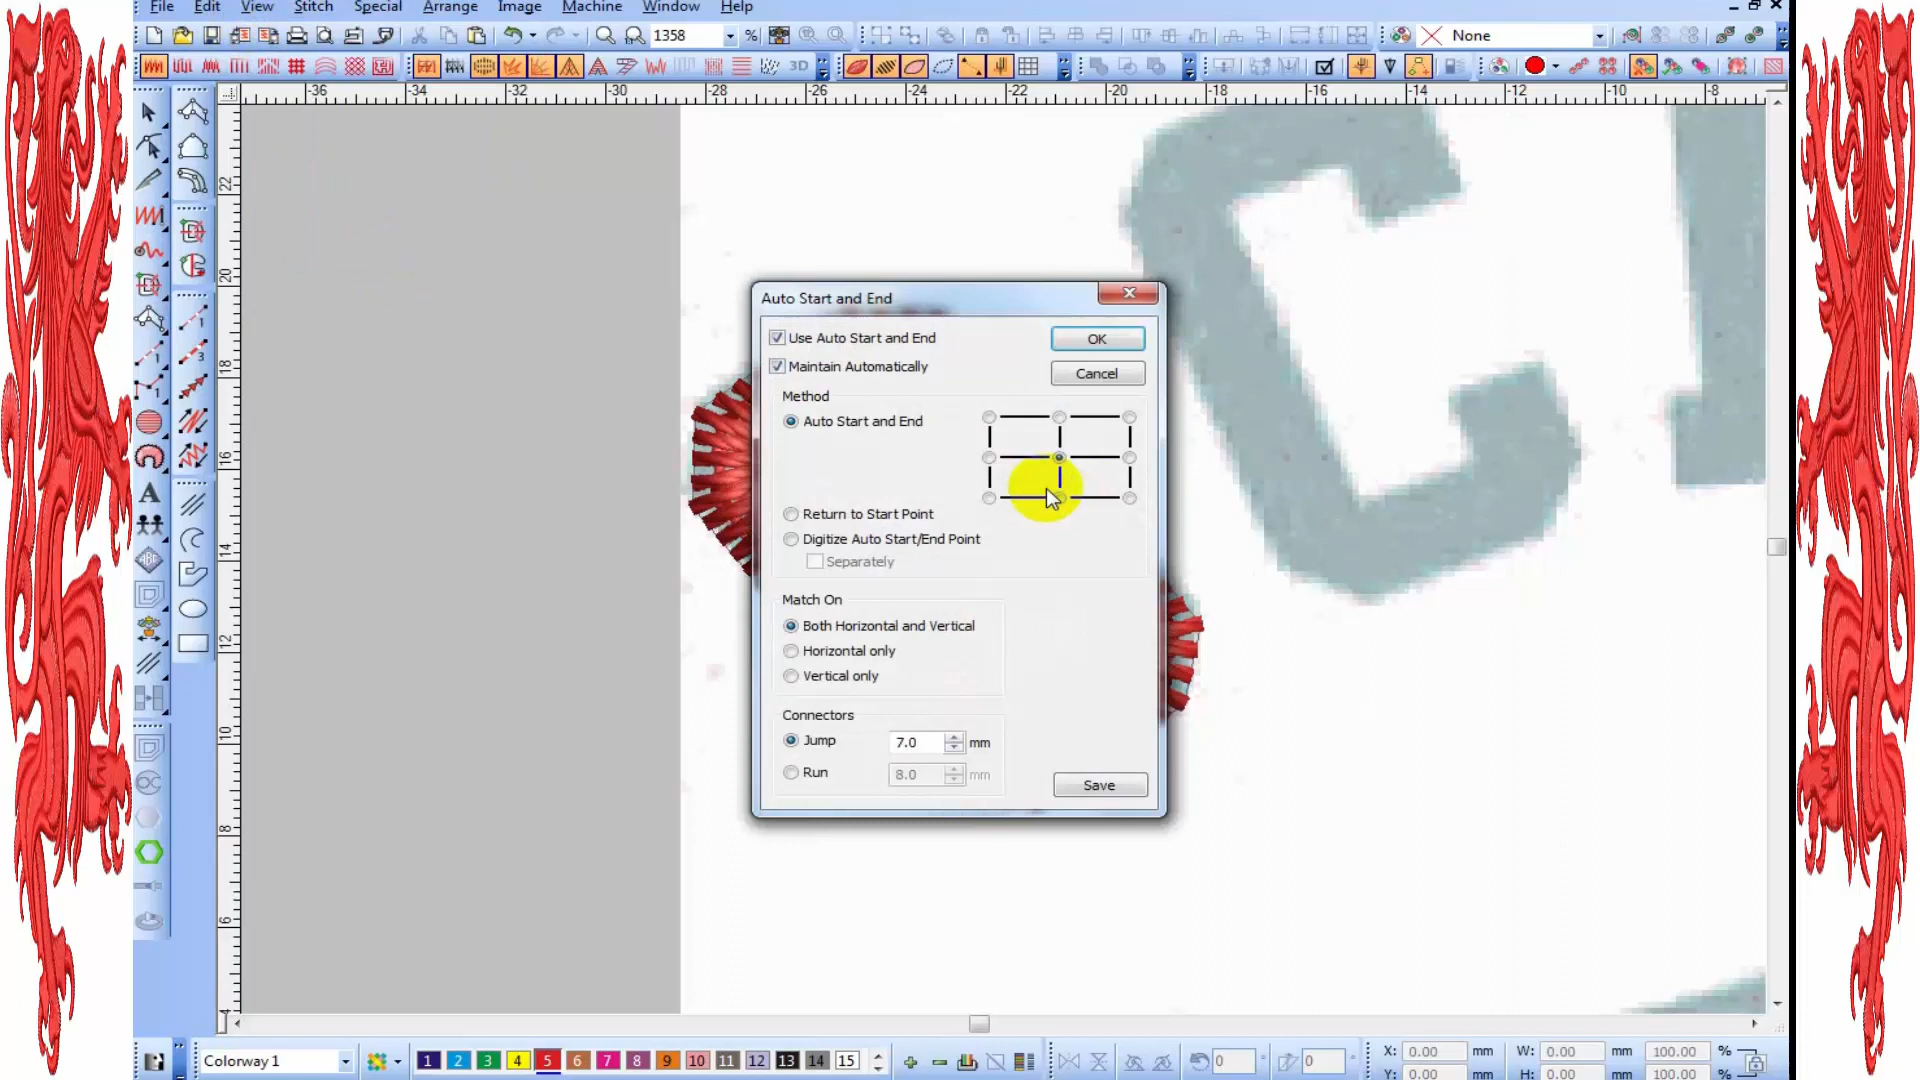 File Edit View Stitch Special Arrange Image Machine Window Help
1358 % None
3D
-36 -34 -32 -30 -28 -26 -24 -22 -20 -18 -16 -14 -12 -10 -8
22
20
18
16
14
12
10
8
6
4
Auto Start and End
Use Auto Start and End OK
Maintain Automatically Cancel
Method
Auto Start and End
Return to Start Point
Digitize Auto Start/End Point
Separately
Match On
Both Horizontal and Vertical
Horizontal only
Vertical only
Connectors
Jump 7.0 mm
Run 8.0 mm
Save
Colorway 1 1 2 3 4 5 6 7 8 9 10 11 12 13 14 15 0 0
X: 0.00 mm W: 0.00 mm 100.00 %
Y: 0.00 mm H: 0.00 mm 100.00 %